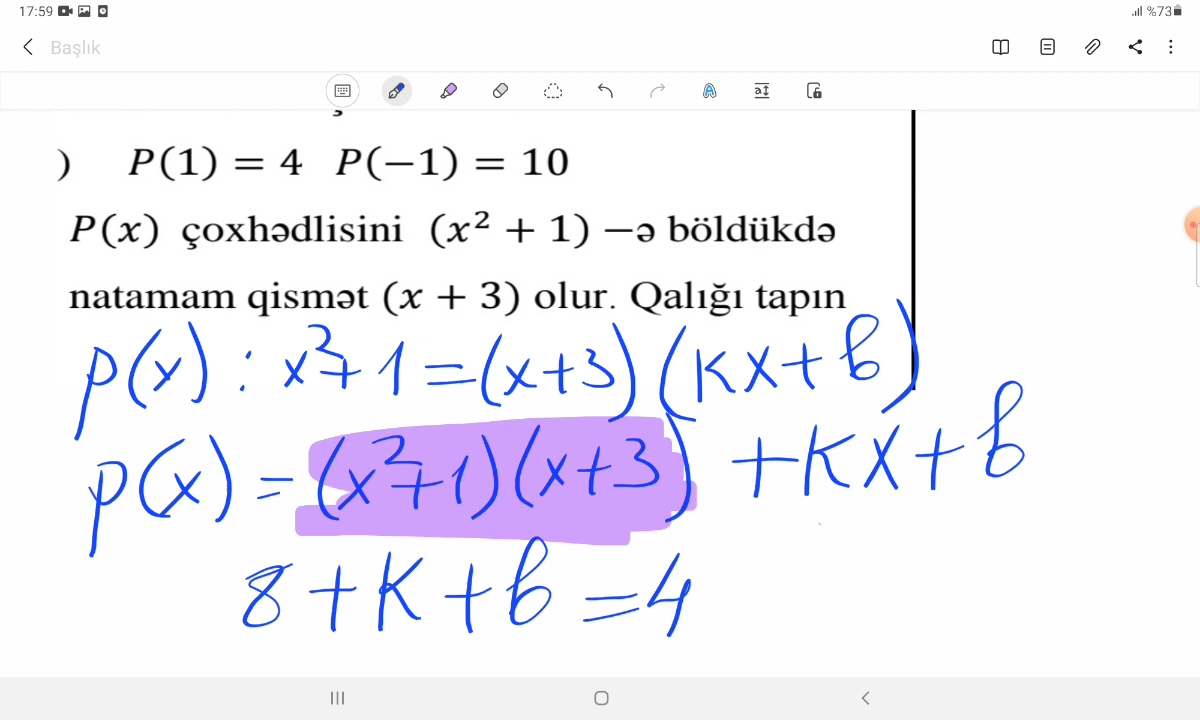 17:59 %73
Başlık
) P(1) = 4 P(−1) = 10
P(x) çoxhədlisini (x² + 1) −ə böldükdə
natamam qismət (x + 3) olur. Qalığı tapın
p(x) : x²+1=(x+3)(kx+b)
p(x) = (x²+1)(x+3) +kx+b
8+k+b=4